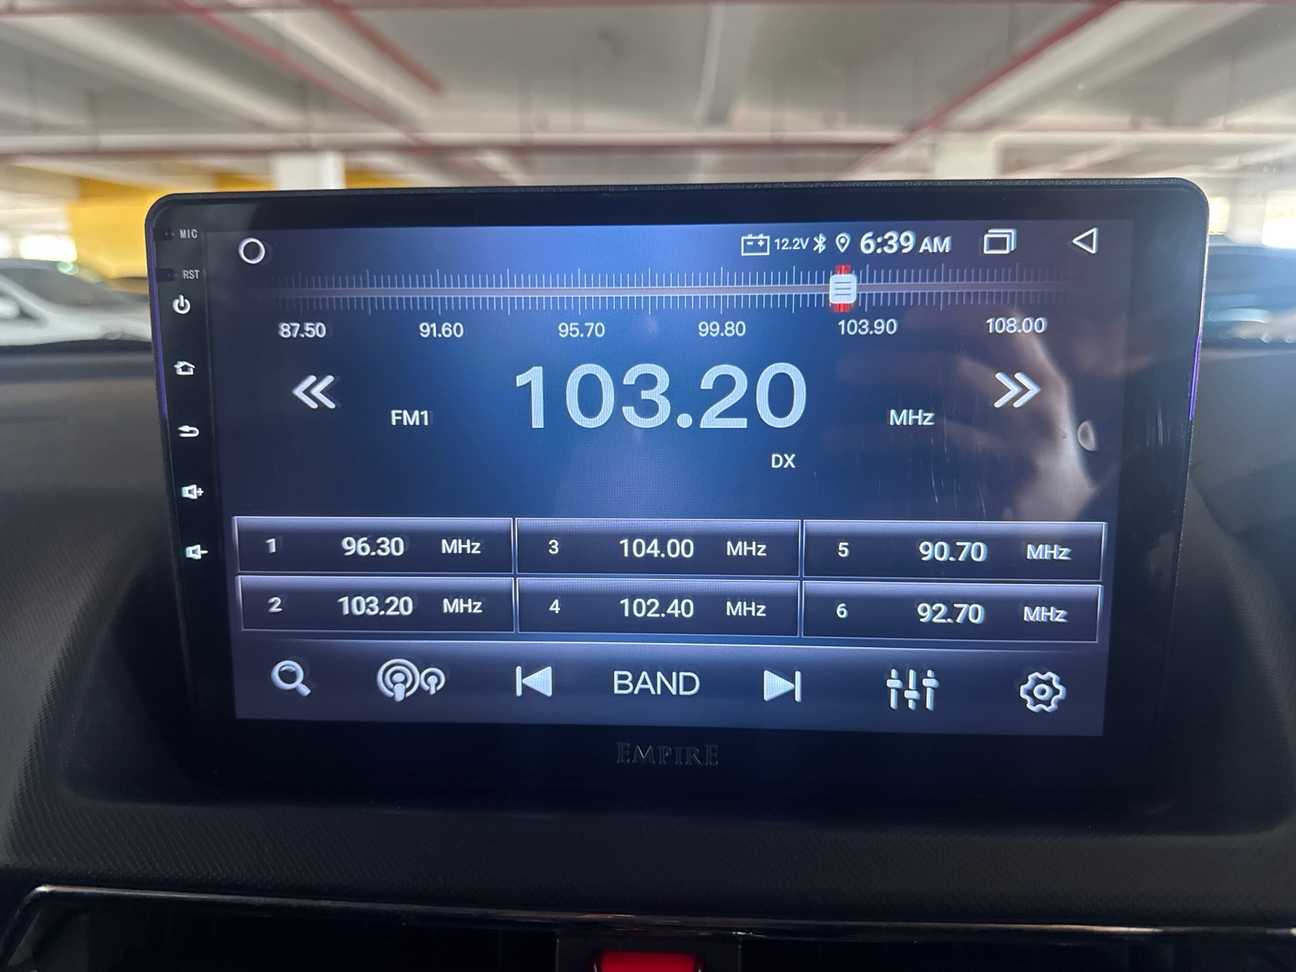 MIC
12.2V 6:39 AM
RST
87.50 91.60 95.70 99.80 103.90 108.00
FM1 103.20 MHz
DX
1 96.30 MHz 3 104.00 MHz 5 90.70 MHz
2 103.20 MHz 4 102.40 MHz 6 92.70 MHz
BAND
EMPIRE